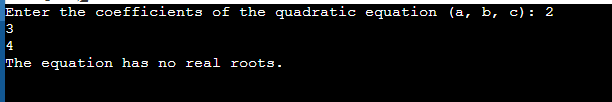 Enter the coefficients of the quadratic equation (a, b, c): 2
3
4
The equation has no real roots.